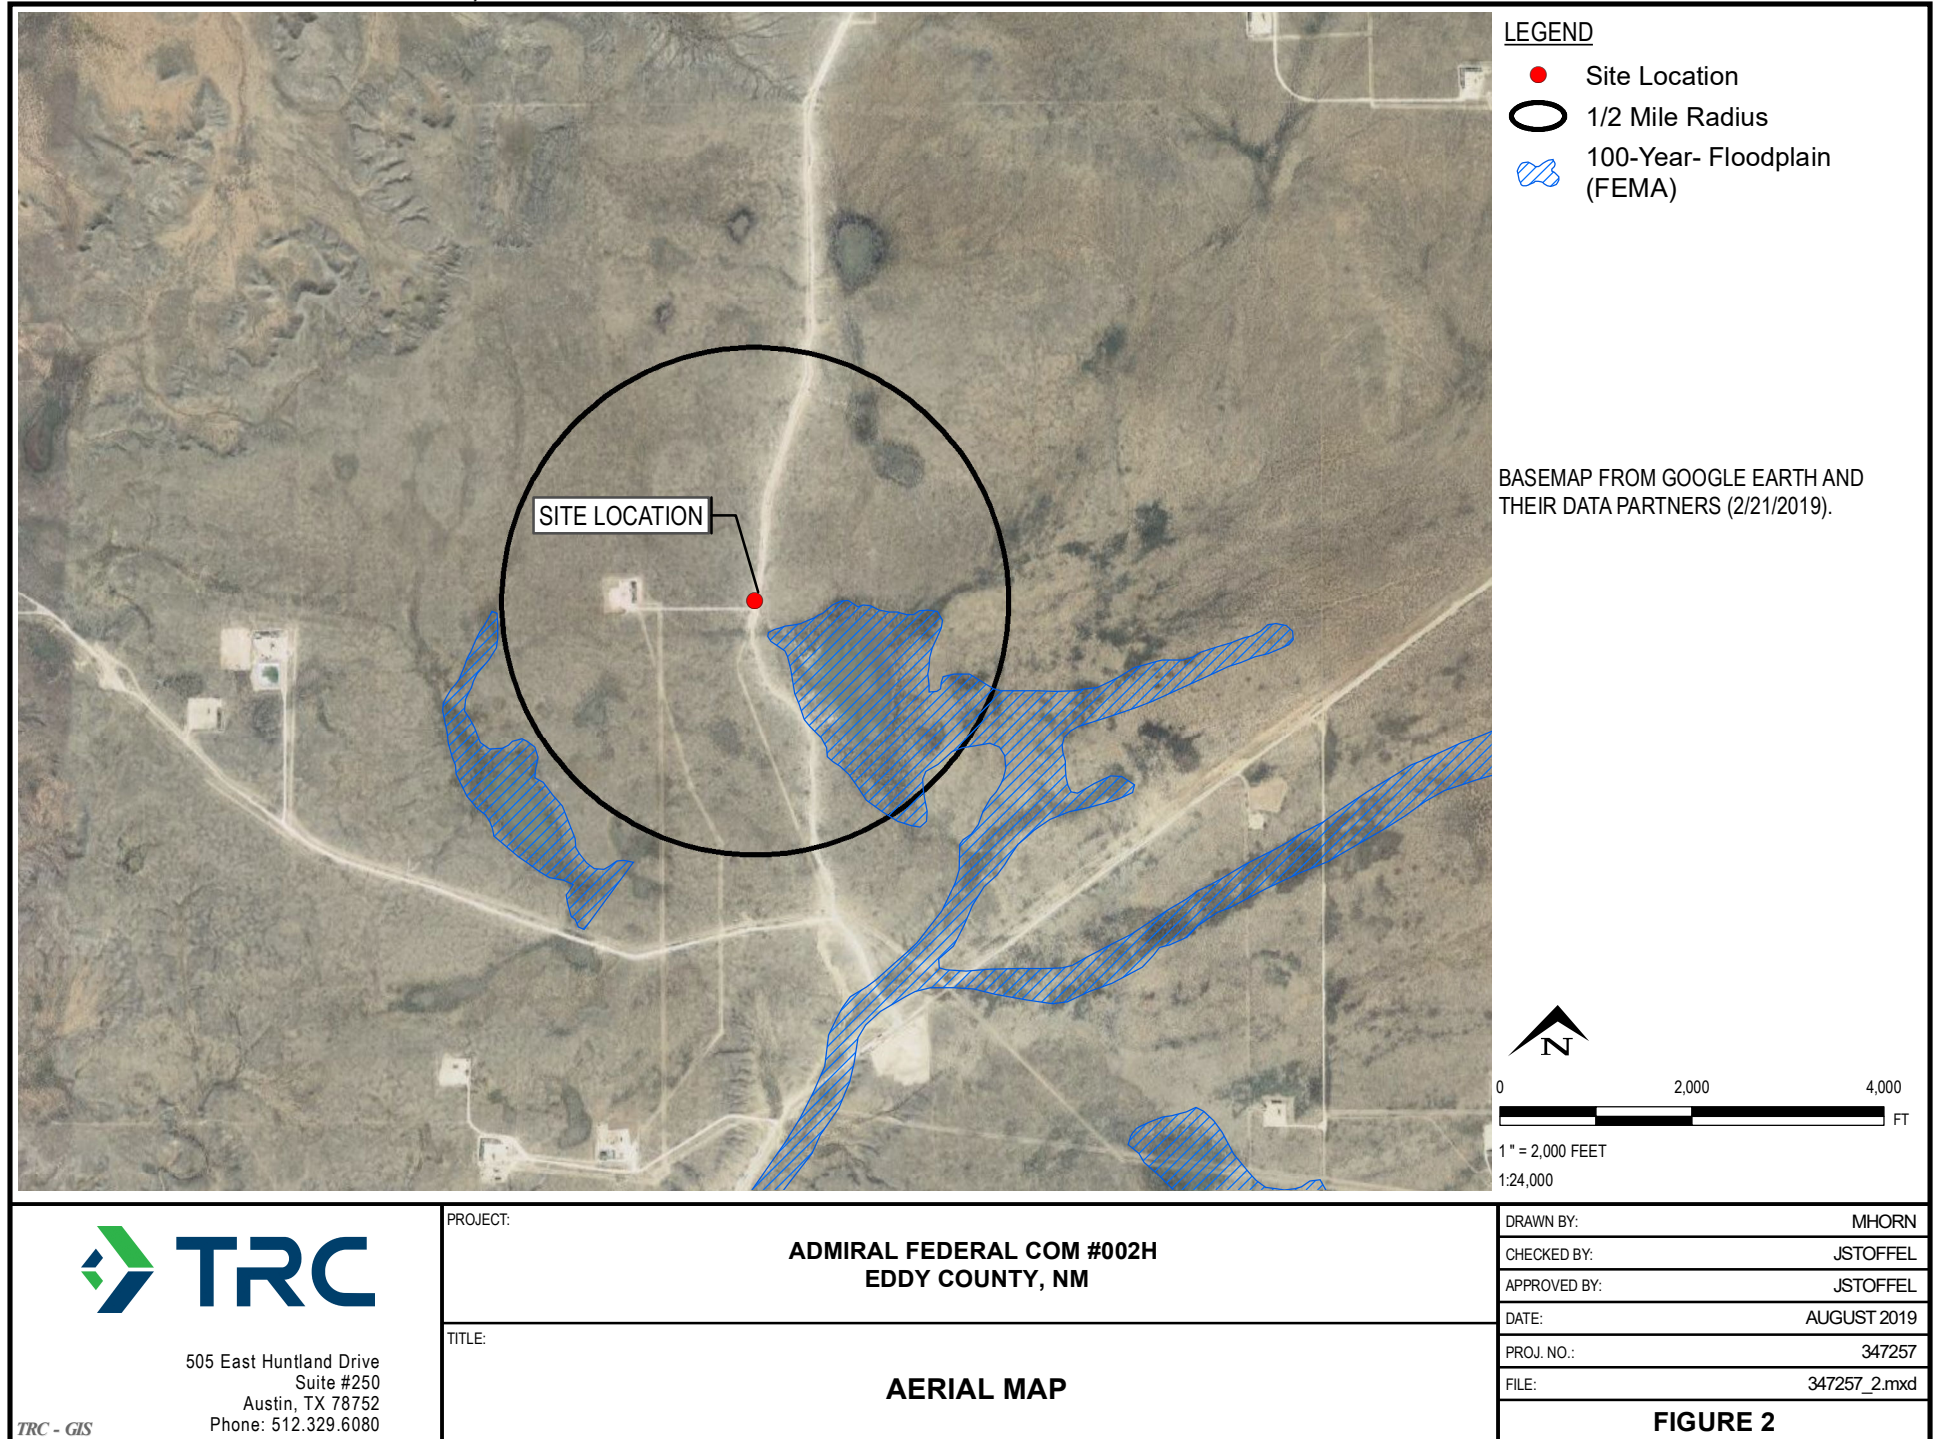 LEGEND
Site Location
1/2 Mile Radius
100-Year- Floodplain
(FEMA)
SITE LOCATION
BASEMAP FROM GOOGLE EARTH AND
THEIR DATA PARTNERS (2/21/2019).
N
0 2,000 4,000
FT
1 " = 2,000 FEET
1:24,000
TRC
505 East Huntland Drive
Suite #250
Austin, TX 78752
Phone: 512.329.6080
TRC - GIS
PROJECT:
ADMIRAL FEDERAL COM #002H
EDDY COUNTY, NM
TITLE:
AERIAL MAP
DRAWN BY: MHORN
CHECKED BY: JSTOFFEL
APPROVED BY: JSTOFFEL
DATE: AUGUST 2019
PROJ. NO.: 347257
FILE: 347257_2.mxd
FIGURE 2